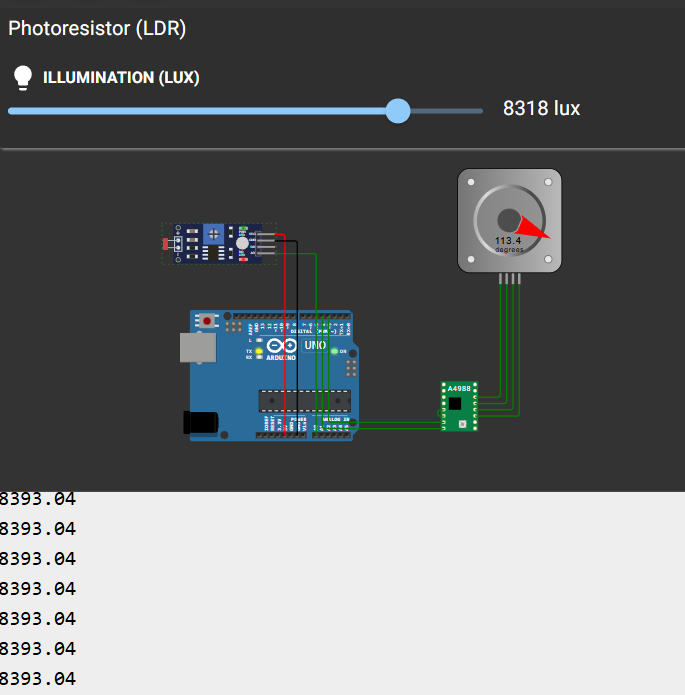 Photoresistor (LDR)
ILLUMINATION (LUX)
8318 lux
113.4
degrees
L
TX
RX
ON
UNO
ARDUINO
A4988
8393.04
8393.04
8393.04
8393.04
8393.04
8393.04
8393.04